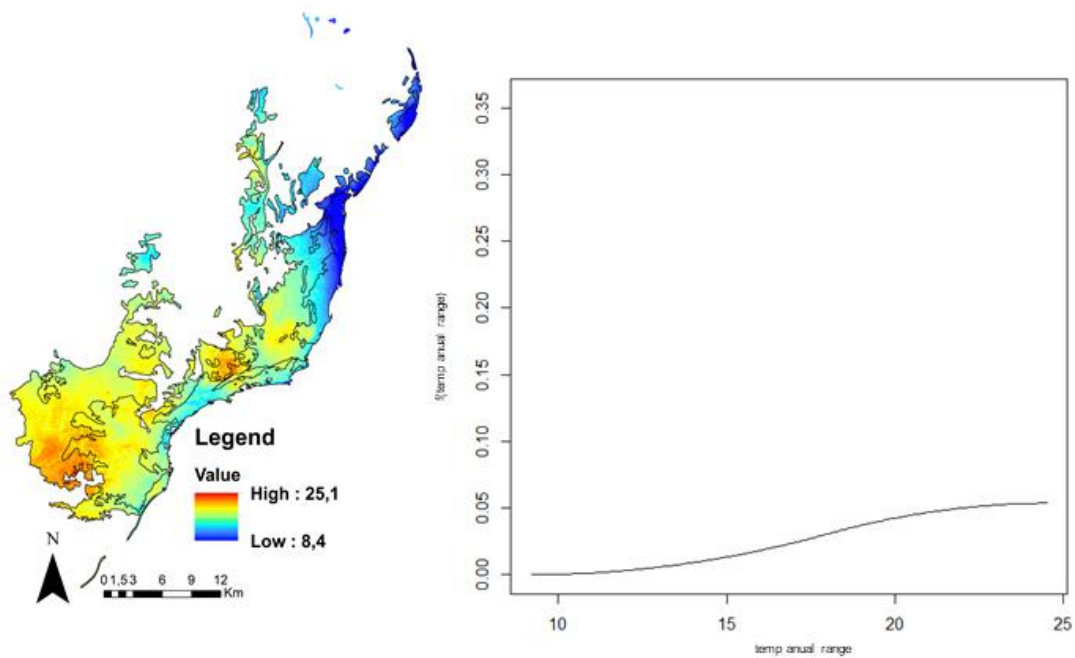 Legend
Value
High : 25,1
Low : 8,4
N
0 1,5 3 6 9 12
Km
0.35
0.30
0.25
0.20
0.15
0.10
0.05
0.00
f(temp anual range)
10 15 20 25
temp anual range